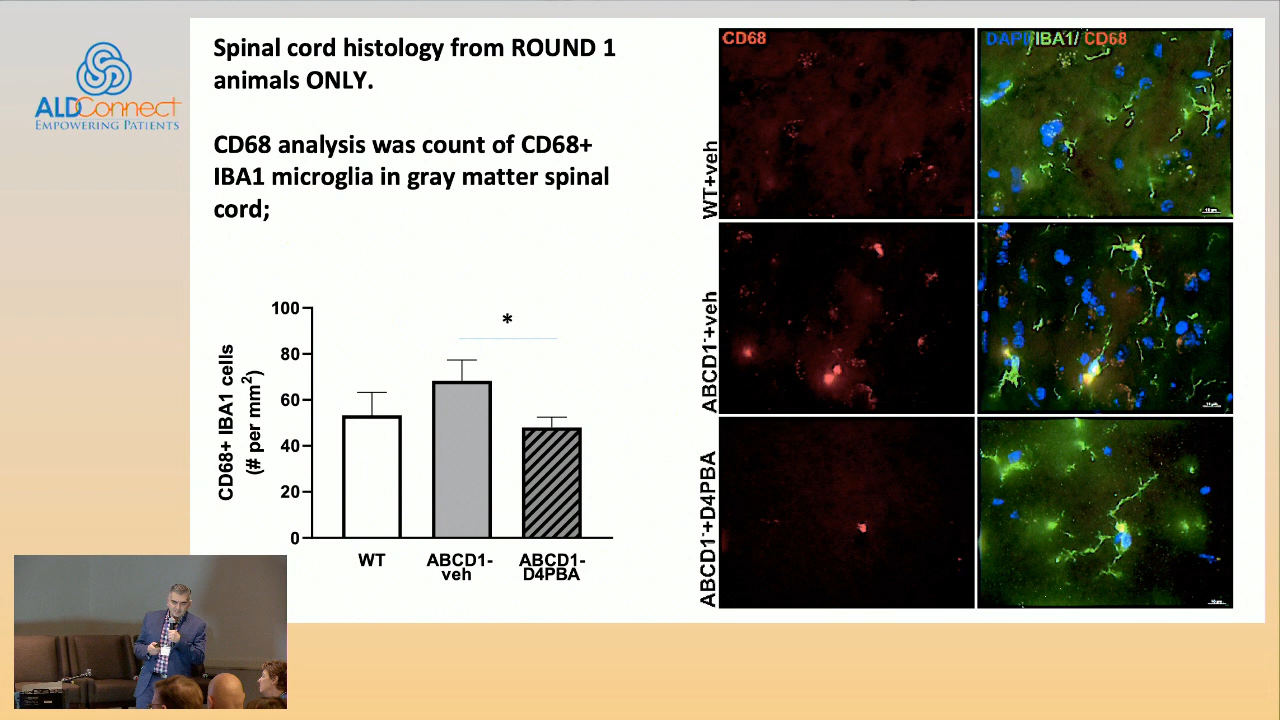 ALDConnect
EMPOWERING PATIENTS
Spinal cord histology from ROUND 1
animals ONLY.
CD68 analysis was count of CD68+
IBA1 microglia in gray matter spinal
cord;
CD68+ IBA1 cells
(# per mm²)
100
80
60
40
20
0
*
WT
ABCD1-
veh
ABCD1-
D4PBA
CD68
DAPI/IBA1/ CD68
WT+veh
ABCD1⁻+veh
ABCD1⁻+D4PBA